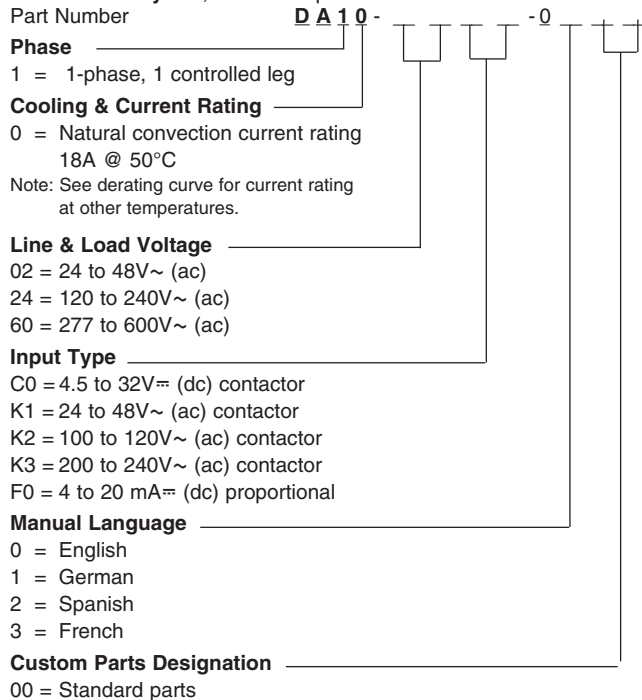 Part Number D A 1 0 - - 0
Phase
1 = 1-phase, 1 controlled leg
Cooling & Current Rating
0 = Natural convection current rating
18A @ 50°C
Note: See derating curve for current rating
at other temperatures.
Line & Load Voltage
02 = 24 to 48V~ (ac)
24 = 120 to 240V~ (ac)
60 = 277 to 600V~ (ac)
Input Type
C0 = 4.5 to 32V⎓ (dc) contactor
K1 = 24 to 48V~ (ac) contactor
K2 = 100 to 120V~ (ac) contactor
K3 = 200 to 240V~ (ac) contactor
F0 = 4 to 20 mA⎓ (dc) proportional
Manual Language
0 = English
1 = German
2 = Spanish
3 = French
Custom Parts Designation
00 = Standard parts